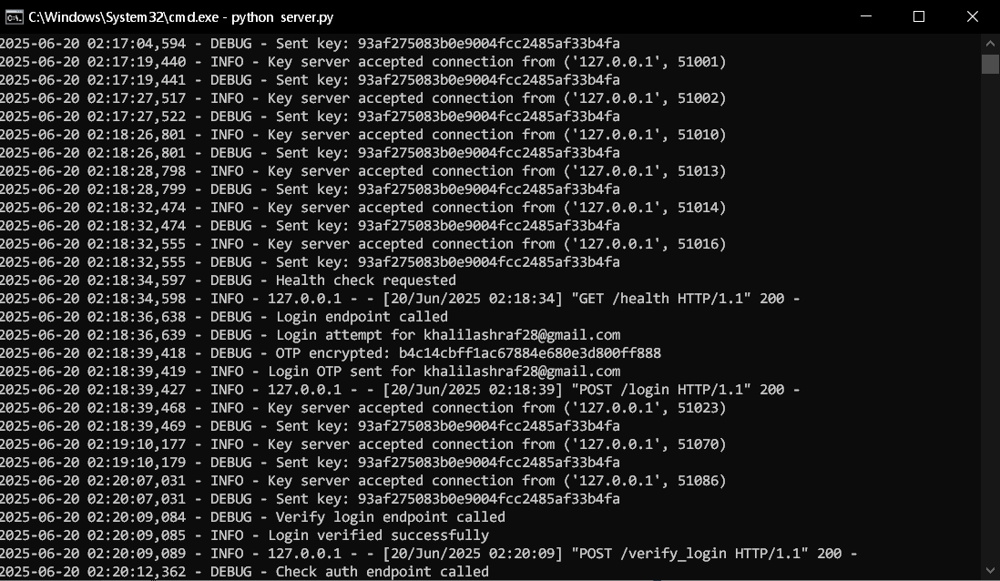 C:\Windows\System32\cmd.exe - python  server.py
2025-06-20 02:17:04,594 - DEBUG - Sent key: 93af275083b0e9004fcc2485af33b4fa
2025-06-20 02:17:19,440 - INFO - Key server accepted connection from ('127.0.0.1', 51001)
2025-06-20 02:17:19,441 - DEBUG - Sent key: 93af275083b0e9004fcc2485af33b4fa
2025-06-20 02:17:27,517 - INFO - Key server accepted connection from ('127.0.0.1', 51002)
2025-06-20 02:17:27,522 - DEBUG - Sent key: 93af275083b0e9004fcc2485af33b4fa
2025-06-20 02:18:26,801 - INFO - Key server accepted connection from ('127.0.0.1', 51010)
2025-06-20 02:18:26,801 - DEBUG - Sent key: 93af275083b0e9004fcc2485af33b4fa
2025-06-20 02:18:28,798 - INFO - Key server accepted connection from ('127.0.0.1', 51013)
2025-06-20 02:18:28,799 - DEBUG - Sent key: 93af275083b0e9004fcc2485af33b4fa
2025-06-20 02:18:32,474 - INFO - Key server accepted connection from ('127.0.0.1', 51014)
2025-06-20 02:18:32,474 - DEBUG - Sent key: 93af275083b0e9004fcc2485af33b4fa
2025-06-20 02:18:32,555 - INFO - Key server accepted connection from ('127.0.0.1', 51016)
2025-06-20 02:18:32,555 - DEBUG - Sent key: 93af275083b0e9004fcc2485af33b4fa
2025-06-20 02:18:34,597 - DEBUG - Health check requested
2025-06-20 02:18:34,598 - INFO - 127.0.0.1 - - [20/Jun/2025 02:18:34] "GET /health HTTP/1.1" 200 -
2025-06-20 02:18:36,638 - DEBUG - Login endpoint called
2025-06-20 02:18:36,639 - DEBUG - Login attempt for khalilashraf28@gmail.com
2025-06-20 02:18:39,418 - DEBUG - OTP encrypted: b4c14cbff1ac67884e680e3d800ff888
2025-06-20 02:18:39,419 - INFO - Login OTP sent for khalilashraf28@gmail.com
2025-06-20 02:18:39,427 - INFO - 127.0.0.1 - - [20/Jun/2025 02:18:39] "POST /login HTTP/1.1" 200 -
2025-06-20 02:18:39,468 - INFO - Key server accepted connection from ('127.0.0.1', 51023)
2025-06-20 02:18:39,469 - DEBUG - Sent key: 93af275083b0e9004fcc2485af33b4fa
2025-06-20 02:19:10,177 - INFO - Key server accepted connection from ('127.0.0.1', 51070)
2025-06-20 02:19:10,179 - DEBUG - Sent key: 93af275083b0e9004fcc2485af33b4fa
2025-06-20 02:20:07,031 - INFO - Key server accepted connection from ('127.0.0.1', 51086)
2025-06-20 02:20:07,031 - DEBUG - Sent key: 93af275083b0e9004fcc2485af33b4fa
2025-06-20 02:20:09,084 - DEBUG - Verify login endpoint called
2025-06-20 02:20:09,085 - INFO - Login verified successfully
2025-06-20 02:20:09,089 - INFO - 127.0.0.1 - - [20/Jun/2025 02:20:09] "POST /verify_login HTTP/1.1" 200 -
2025-06-20 02:20:12,362 - DEBUG - Check auth endpoint called